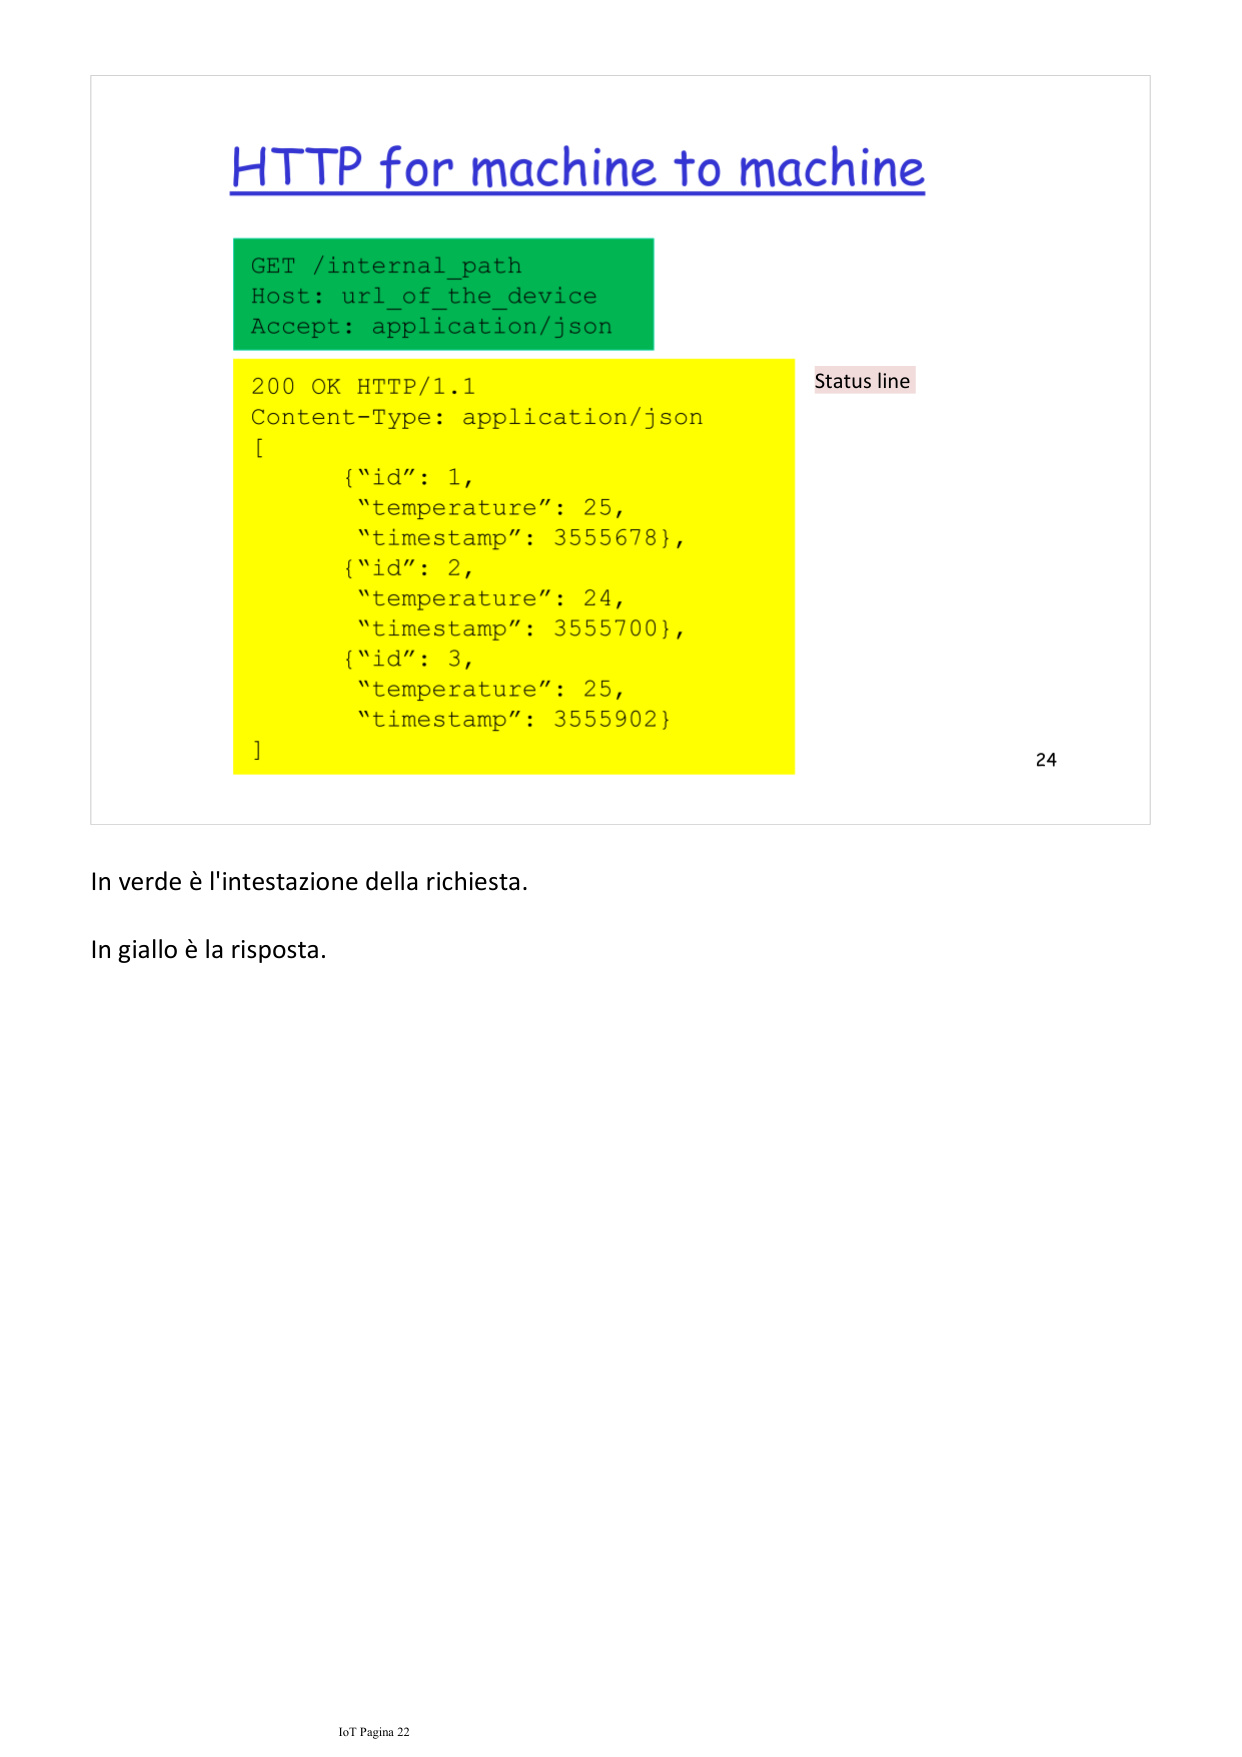 HTTP for machine to machine
GET /internal_path
Host: url_of_the_device
Accept: application/json
200 OK HTTP/1.1
Status line
Content-Type: application/json
[
{“id”: 1,
“temperature”: 25,
“timestamp”: 3555678},
{“id”: 2,
“temperature”: 24,
“timestamp”: 3555700},
{“id”: 3,
“temperature”: 25,
“timestamp”: 3555902}
]
24
In verde è l'intestazione della richiesta.
In giallo è la risposta.
IoT Pagina 22